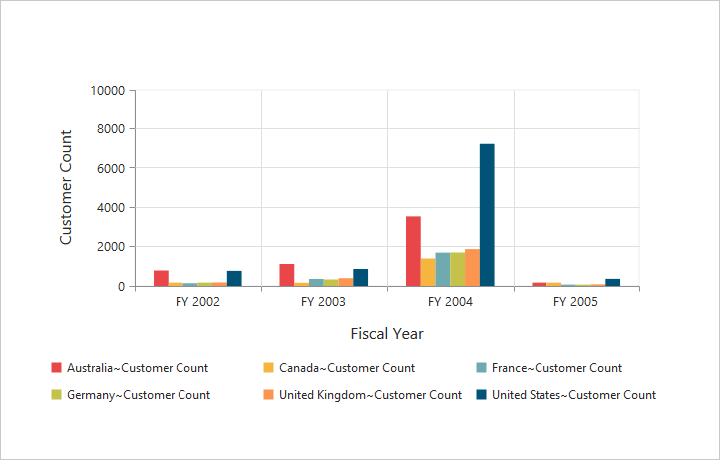 10000
8000
6000
4000
2000
0
Customer Count
FY 2002 FY 2003 FY 2004 FY 2005
Fiscal Year
Australia~Customer Count Canada~Customer Count France~Customer Count
Germany~Customer Count United Kingdom~Customer Count United States~Customer Count